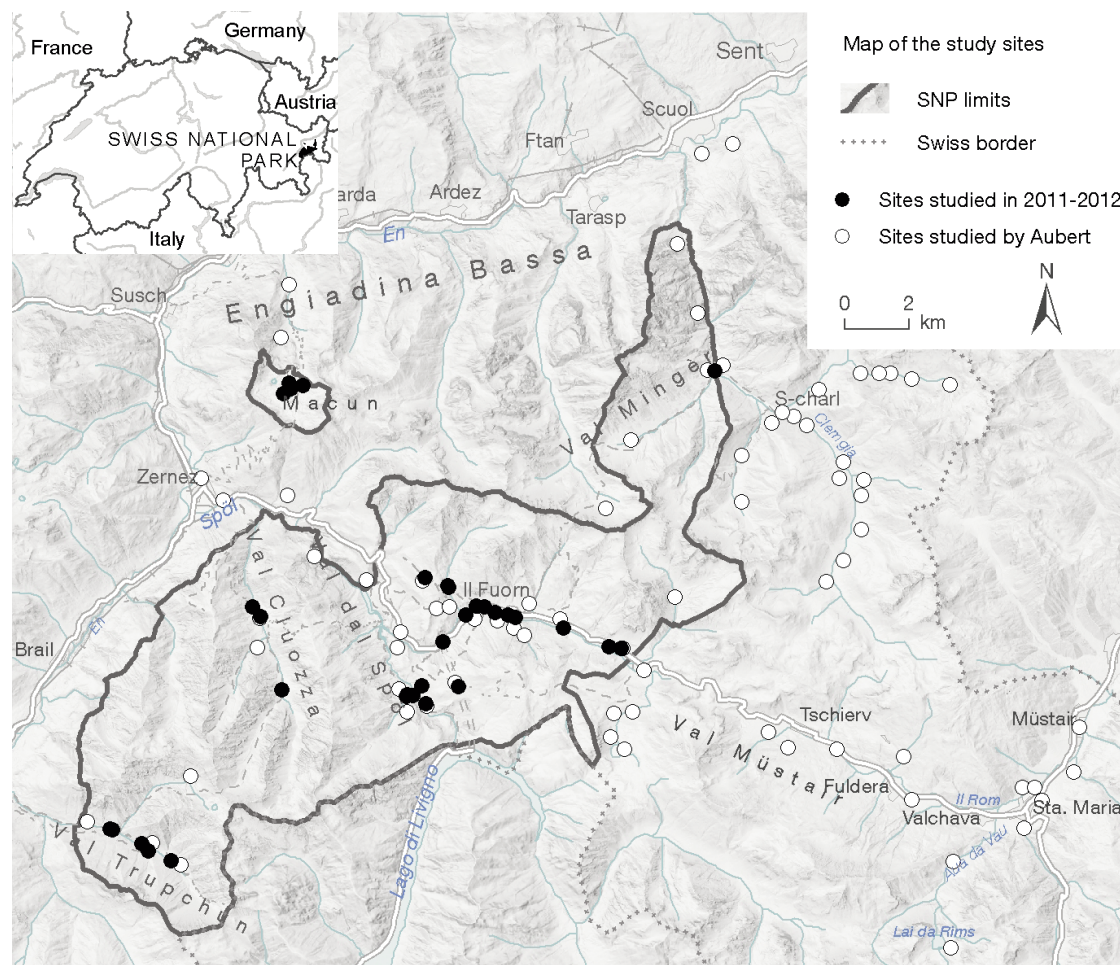 France
Germany
Austria
SWISS NATIONAL
PARK
Italy
Map of the study sites
SNP limits
Swiss border
Sites studied in 2011-2012
Sites studied by Aubert
N
0 2
km
Sent
Scuol
Ftan
arda
Ardez
Tarasp
En
Engiadina Bassa
Susch
Macun
Val Mingèr
S-charl
Clemgia
Zernez
Spöl
Val Cluozza
Val dal Spö
Il Fuorn
En
Brail
Tschierv
Müstair
Val Müstair
Fuldera
Il Rom
Valchava
Sta. Maria
Lago di Livigno
Val Trupchun
Aua da Vau
Lai da Rims